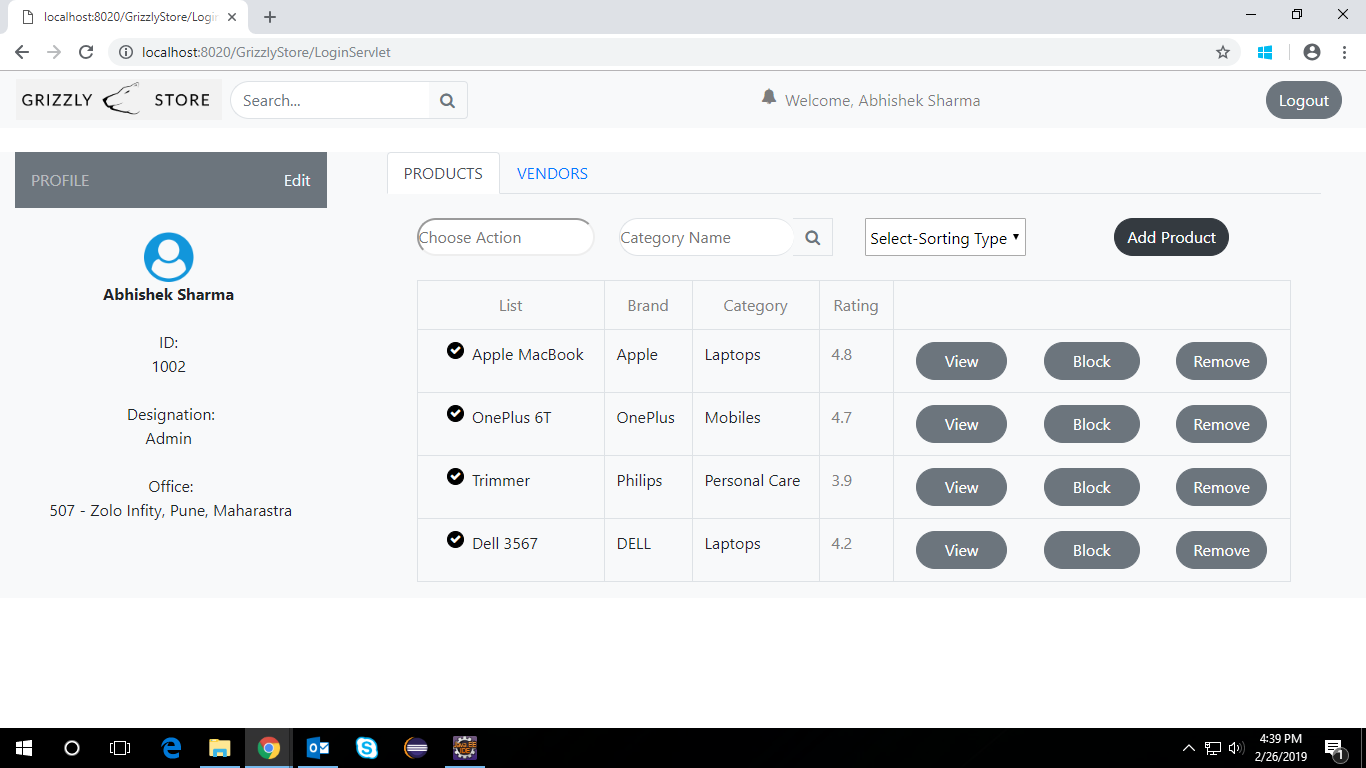 localhost:8020/GrizzlyStore/Login
localhost:8020/GrizzlyStore/LoginServlet
GRIZZLY STORE
Search...
Welcome, Abhishek Sharma
Logout
PROFILE Edit
Abhishek Sharma
ID:
1002
Designation:
Admin
Office:
507 - Zolo Infity, Pune, Maharastra
PRODUCTS VENDORS
Choose Action Category Name Select-Sorting Type Add Product
List Brand Category Rating
Apple MacBook Apple Laptops 4.8 View Block Remove
OnePlus 6T OnePlus Mobiles 4.7 View Block Remove
Trimmer Philips Personal Care 3.9 View Block Remove
Dell 3567 DELL Laptops 4.2 View Block Remove
4:39 PM
2/26/2019
1